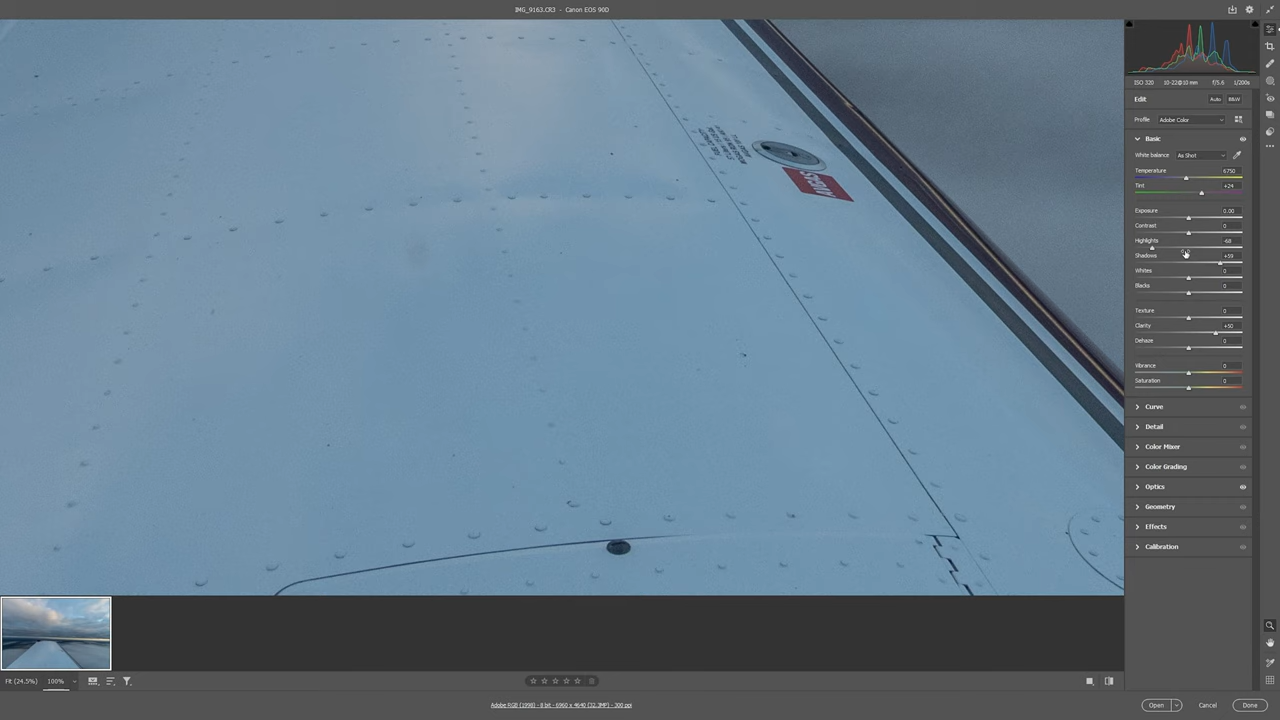 IMG_9163.CR3 - Canon EOS 90D
ISO 320 10-22@10 mm f/5.6 1/200s
Edit Auto B&W
Profile Adobe Color
Basic
White balance: As Shot
Temperature 6750
Tint +24
Exposure 0.00
Contrast 0
Highlights -68
Shadows +59
Whites 0
Blacks 0
Texture 0
Clarity +50
Dehaze 0
Vibrance 0
Saturation 0
Curve
Detail
Color Mixer
Color Grading
Optics
Geometry
Effects
Calibration
Fit (24.5%) 100%
Adobe RGB (1998) - 8 bit - 6960 x 4640 (32.3MP) - 300 ppi
Open Cancel Done